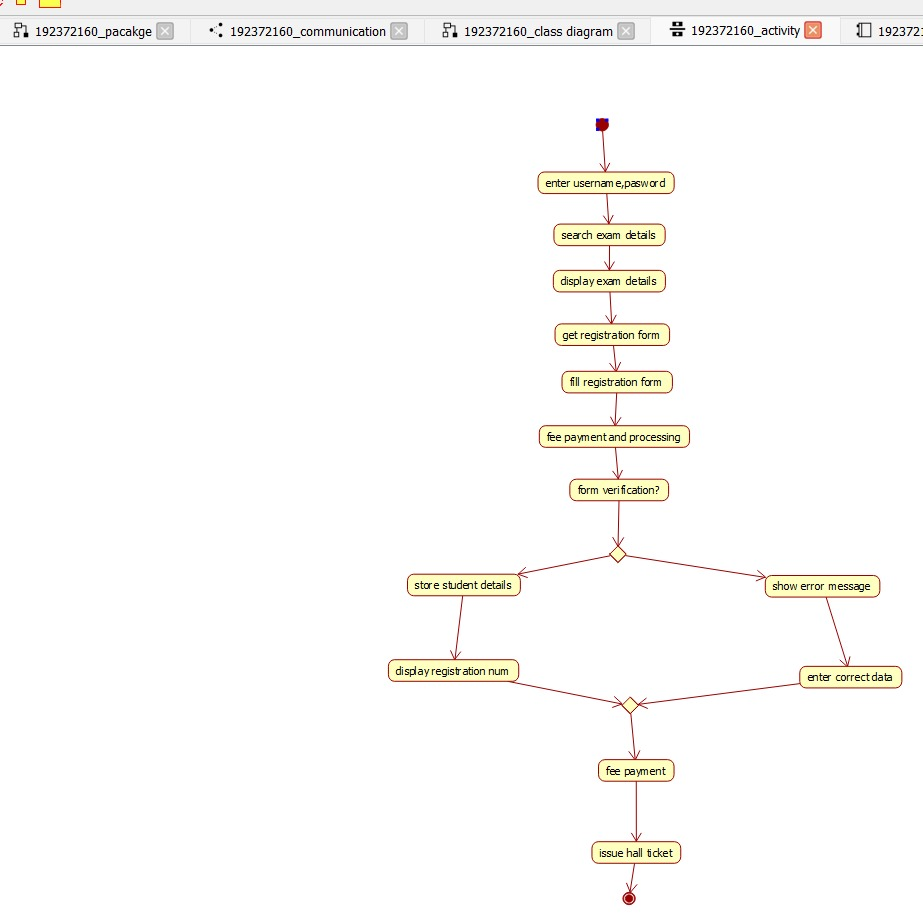 192372160_pacakge
192372160_communication
192372160_class diagram
192372160_activity
192372
enter username,pasword
search exam details
display exam details
get registration form
fill registration form
fee payment and processing
form verification?
store student details
show error message
display registration num
enter correct data
fee payment
issue hall ticket